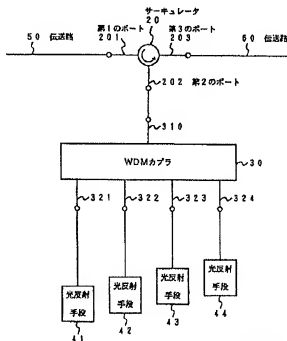 サーキュレータ
20
50 伝送路
第1のポート
201
第3のポート
203
60 伝送路
202 第2のポート
310
WDMカプラ
30
321
322
323
324
光反射
手段
41
光反射
手段
42
光反射
手段
43
光反射
手段
44